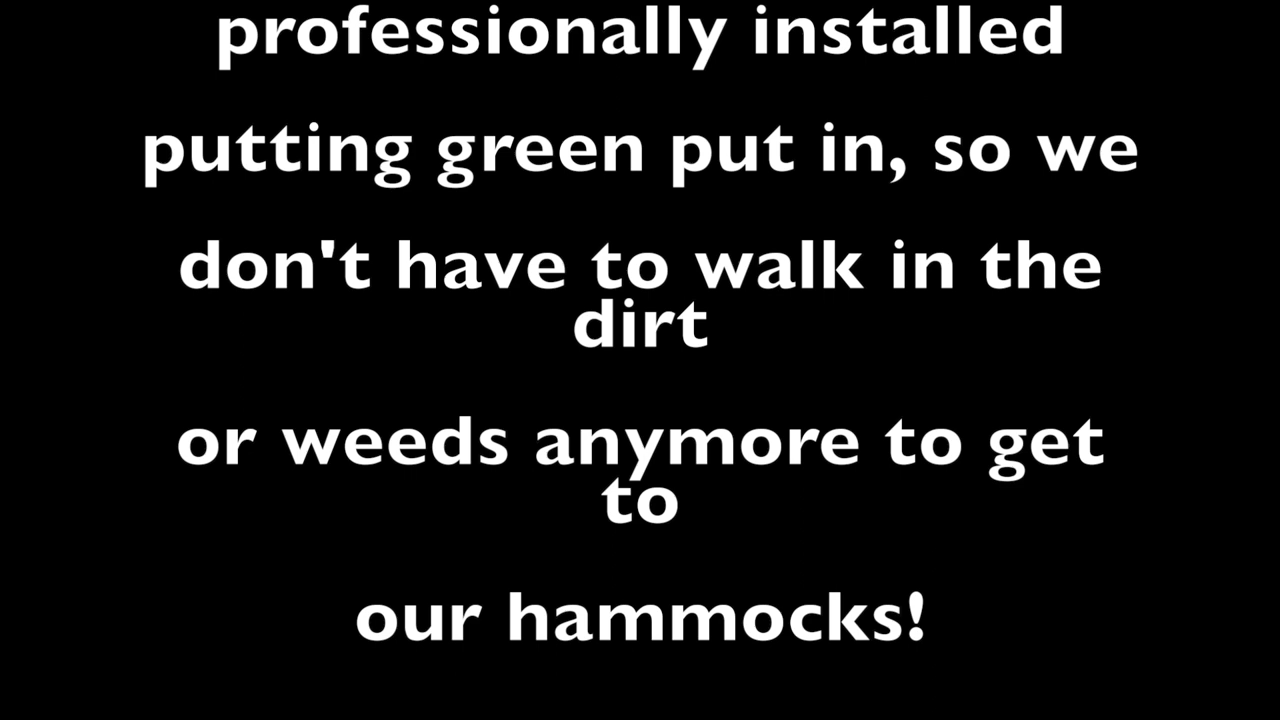 professionally installed
putting green put in, so we
don't have to walk in the
dirt
or weeds anymore to get
to
our hammocks!